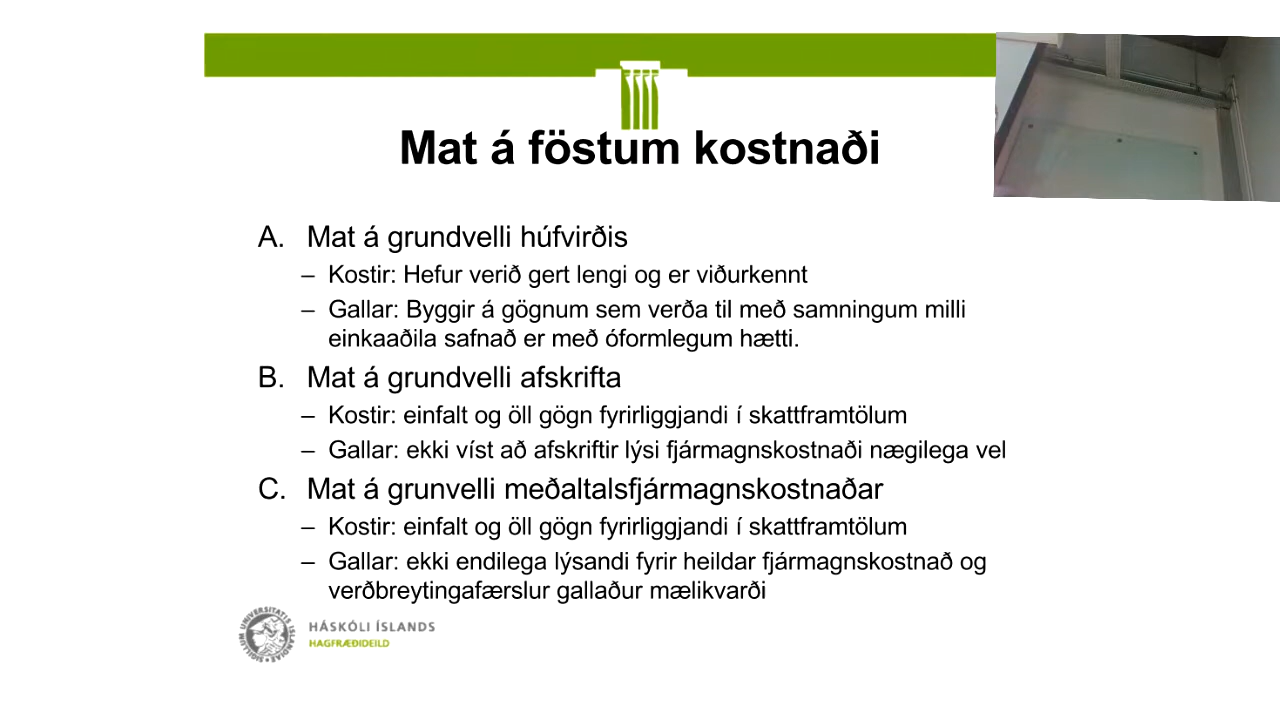 Mat á föstum kostnaði
A. Mat á grundvelli húfvirðis
– Kostir: Hefur verið gert lengi og er viðurkennt
– Gallar: Byggir á gögnum sem verða til með samningum milli
einkaaðila safnað er með óformlegum hætti.
B. Mat á grundvelli afskrifta
– Kostir: einfalt og öll gögn fyrirliggjandi í skattframtölum
– Gallar: ekki víst að afskriftir lýsi fjármagnskostnaði nægilega vel
C. Mat á grunvelli meðaltalsfjármagnskostnaðar
– Kostir: einfalt og öll gögn fyrirliggjandi í skattframtölum
– Gallar: ekki endilega lýsandi fyrir heildar fjármagnskostnað og
verðbreytingafærslur gallaður mælikvarði
SIGILLUM UNIVERSITATIS ISLANDIAE
HÁSKÓLI ÍSLANDS
HAGFRÆÐIDEILD